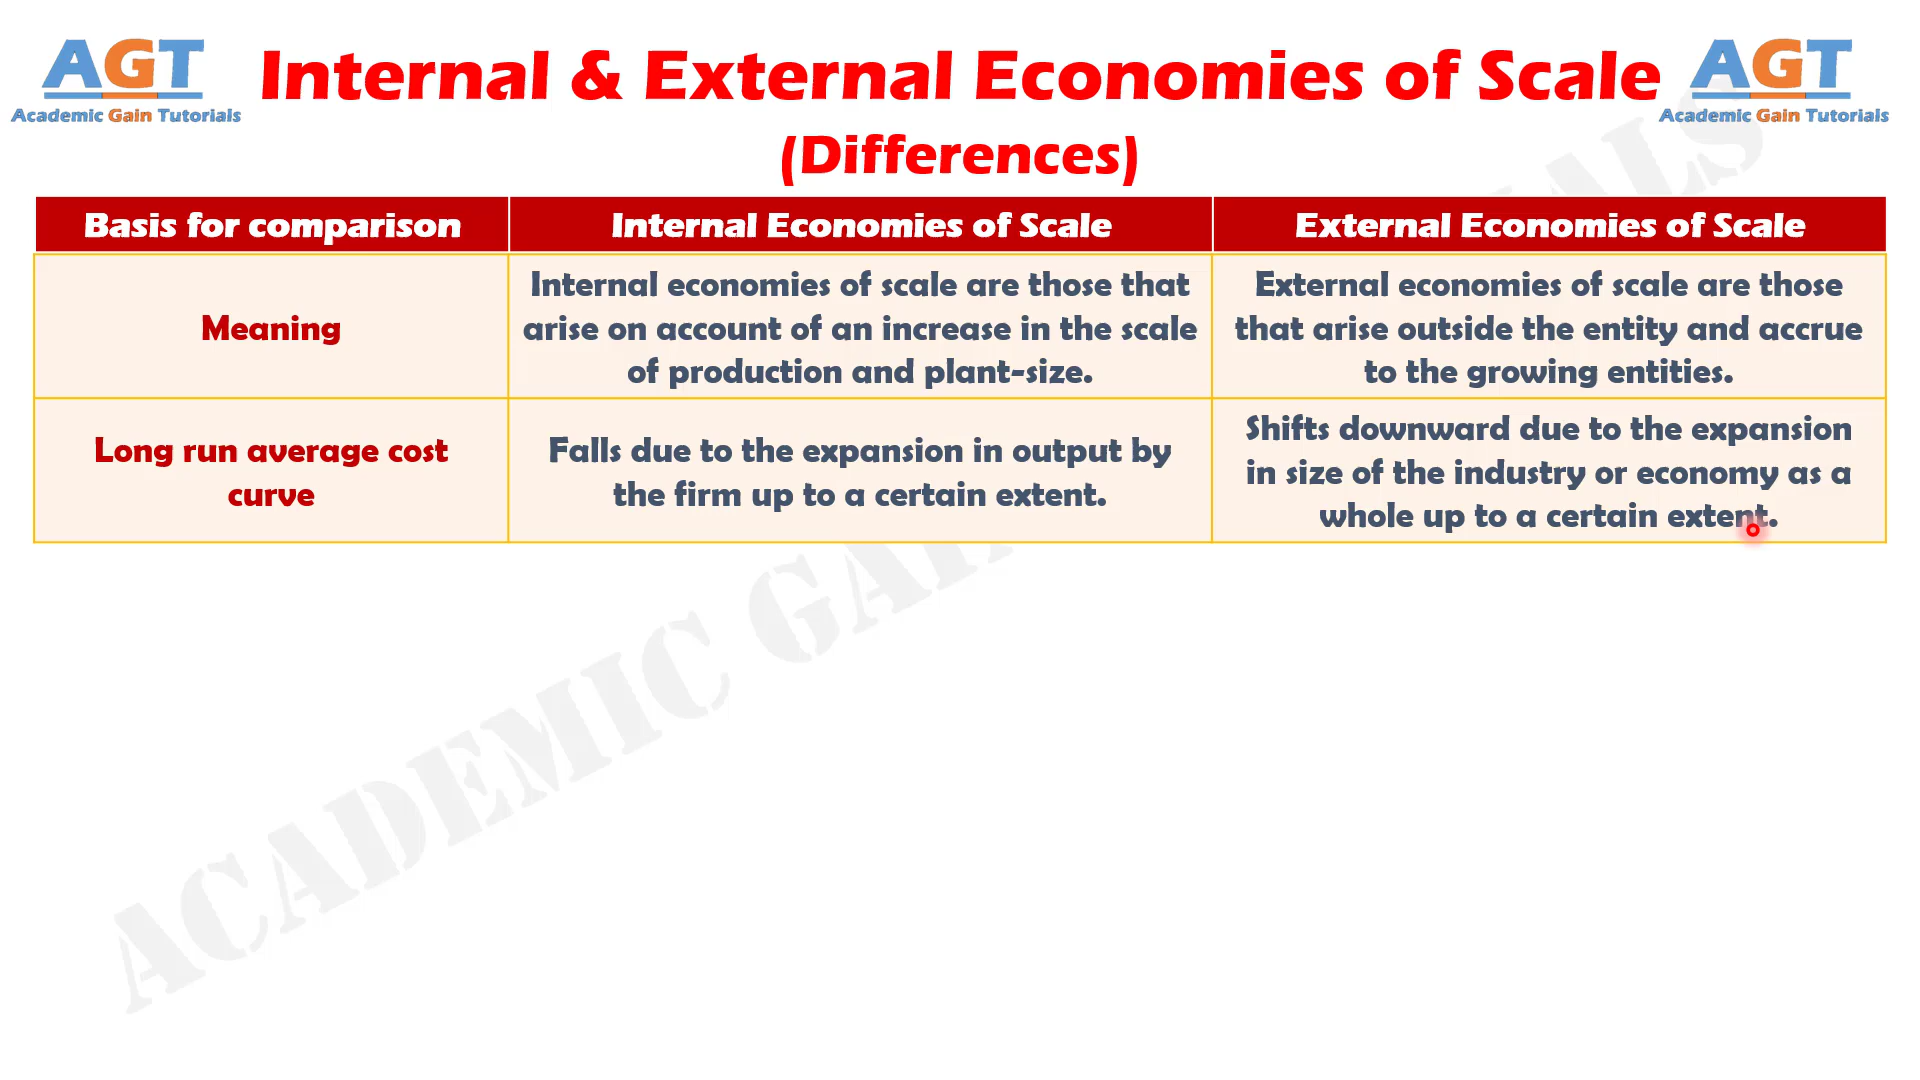 AGT
Academic Gain Tutorials
Internal & External Economies of Scale
(Differences)
AGT
Academic Gain Tutorials
Basis for comparison
Internal Economies of Scale
External Economies of Scale
Meaning
Internal economies of scale are those that
arise on account of an increase in the scale
of production and plant-size.
External economies of scale are those
that arise outside the entity and accrue
to the growing entities.
Long run average cost
curve
Falls due to the expansion in output by
the firm up to a certain extent.
Shifts downward due to the expansion
in size of the industry or economy as a
whole up to a certain extent.
ACADEMIC